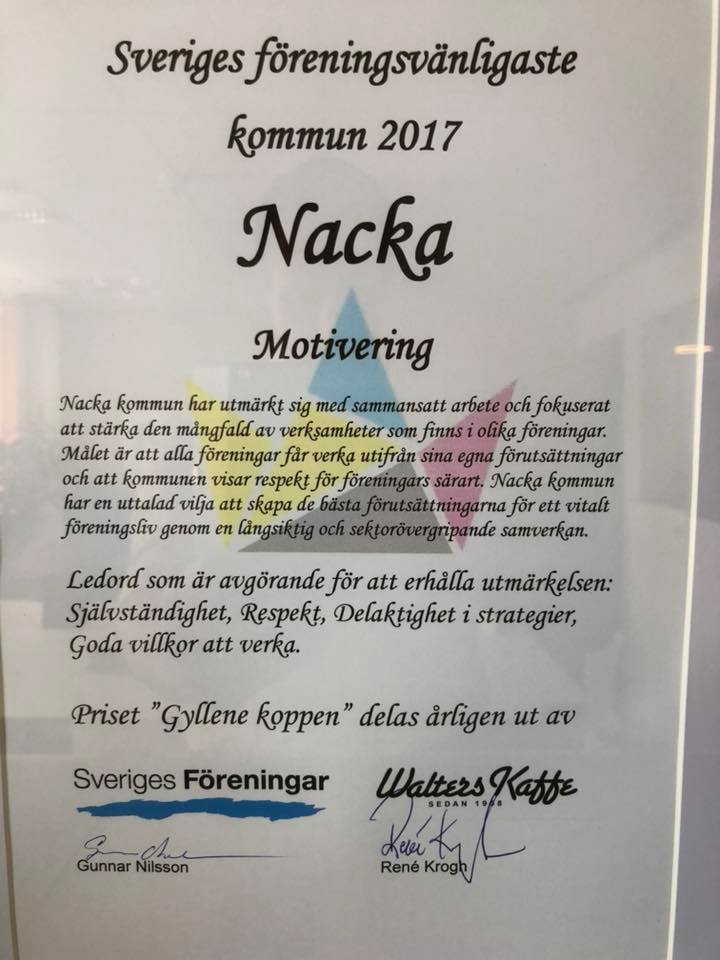 Sveriges föreningsvänligaste
kommun 2017
Nacka
Motivering
Nacka kommun har utmärkt sig med sammansatt arbete och fokuserat
att stärka den mångfald av verksamheter som finns i olika föreningar.
Målet är att alla föreningar får verka utifrån sina egna förutsättningar
och att kommunen visar respekt för föreningars särart. Nacka kommun
har en uttalad vilja att skapa de bästa förutsättningarna för ett vitalt
föreningsliv genom en långsiktig och sektorövergripande samverkan.
Ledord som är avgörande för att erhålla utmärkelsen:
Självständighet, Respekt, Delaktighet i strategier,
Goda villkor att verka.
Priset ”Gyllene koppen” delas årligen ut av
Sveriges Föreningar
Walters Kaffe
SEDAN
Gunnar Nilsson
René Krogh